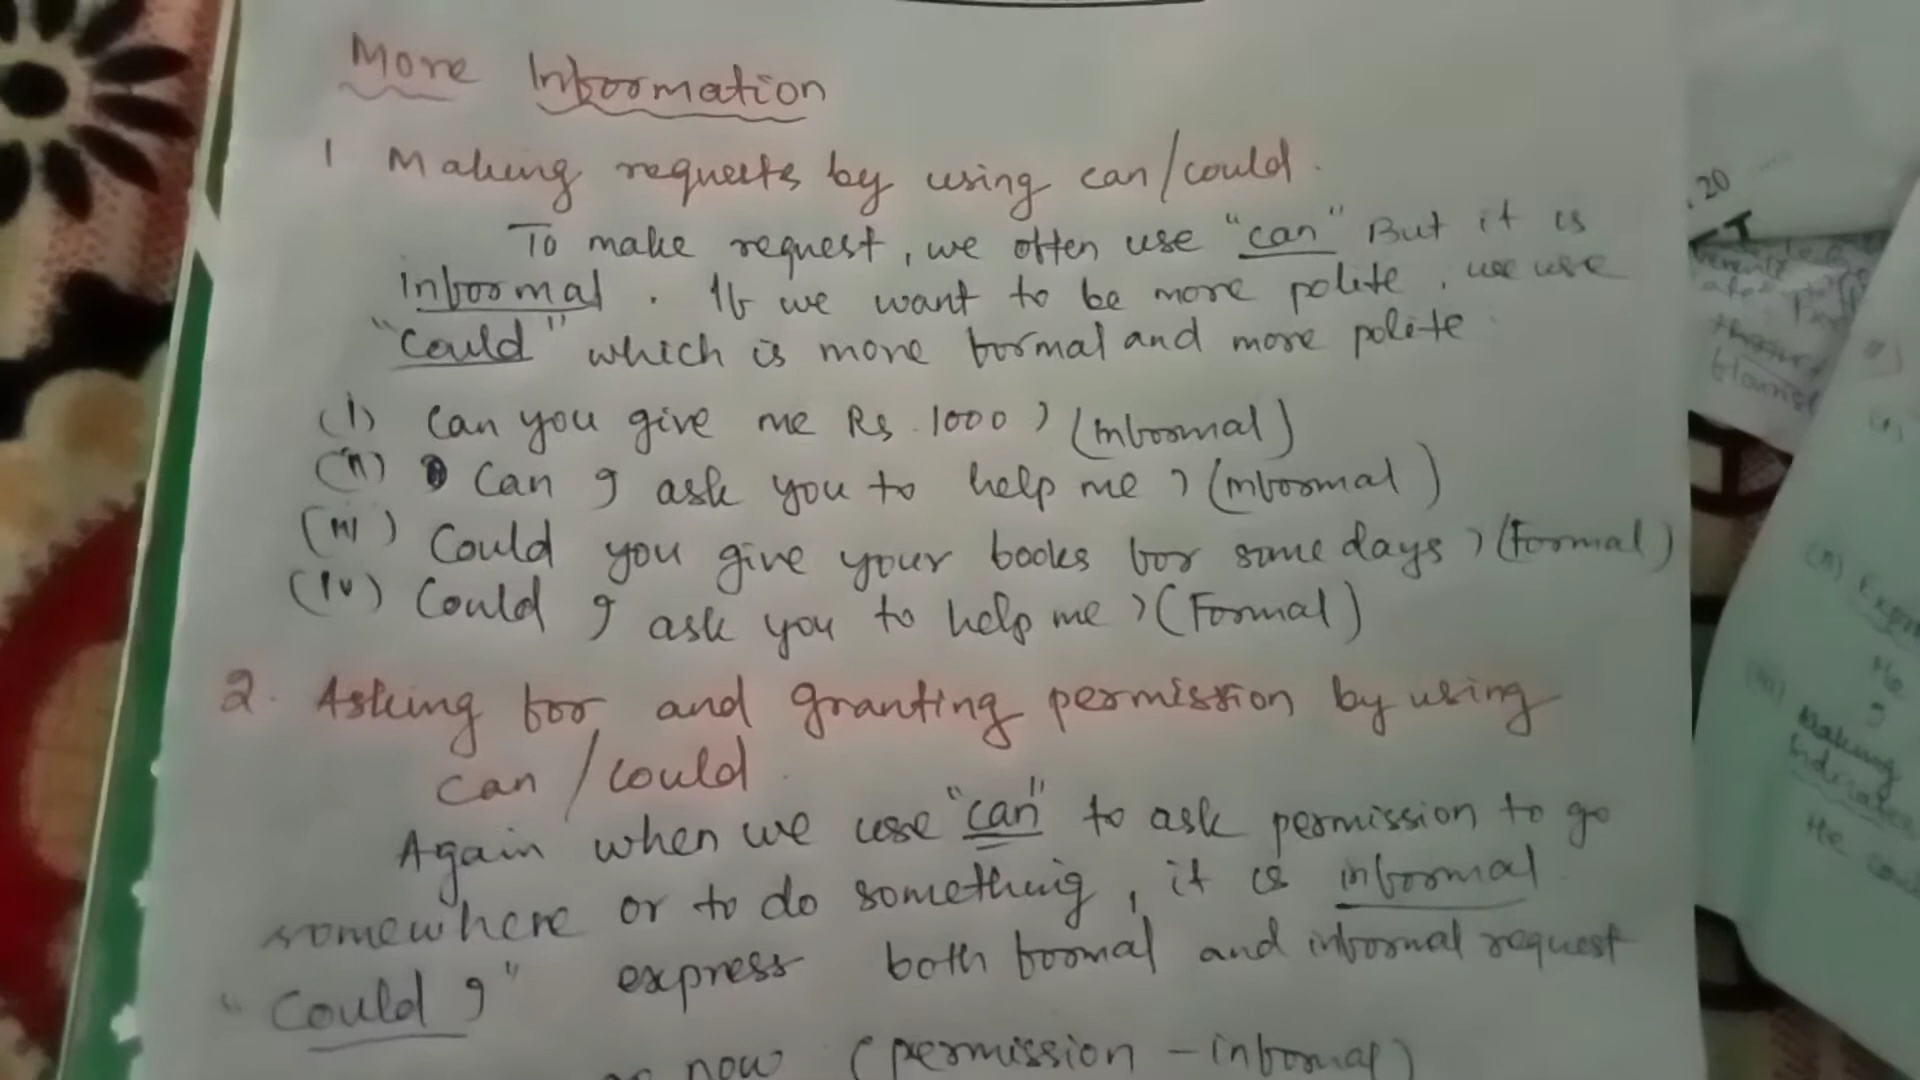 More Information
1 Making requests by using can/could.
To make request, we often use "can" But it is
informal. If we want to be more polite, we use
"Could" which is more formal and more polite
(i) Can you give me Rs. 1000? (Informal)
(ii) Can I ask you to help me? (Informal)
(iii) Could you give your books for some days? (Formal)
(iv) Could I ask you to help me? (Formal)
2. Asking for and granting permission by using
can/could.
Again when we use "can" to ask permission to go
somewhere or to do something, it is informal.
"Could I" express both formal and informal request
now (permission - informal)
20
(ii)
He
I
Making